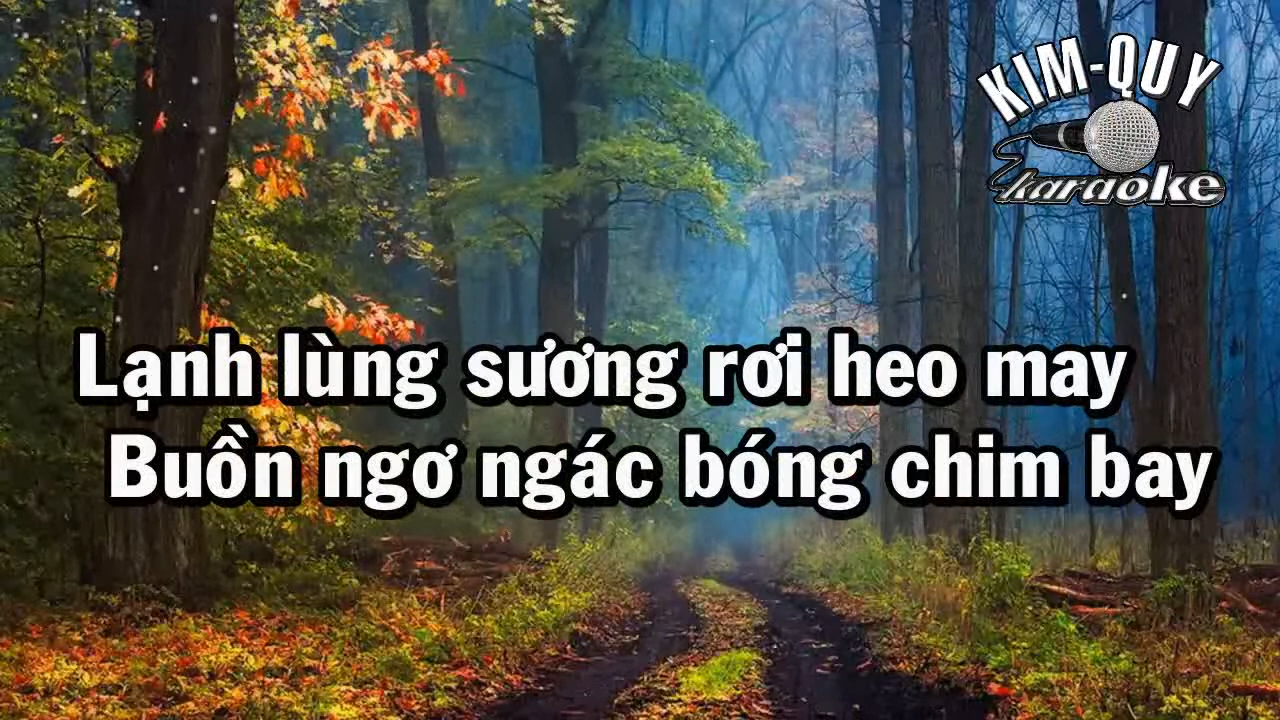 KIM-QUY
karaoke
Lạnh lùng sương rơi heo may
Buồn ngơ ngác bóng chim bay